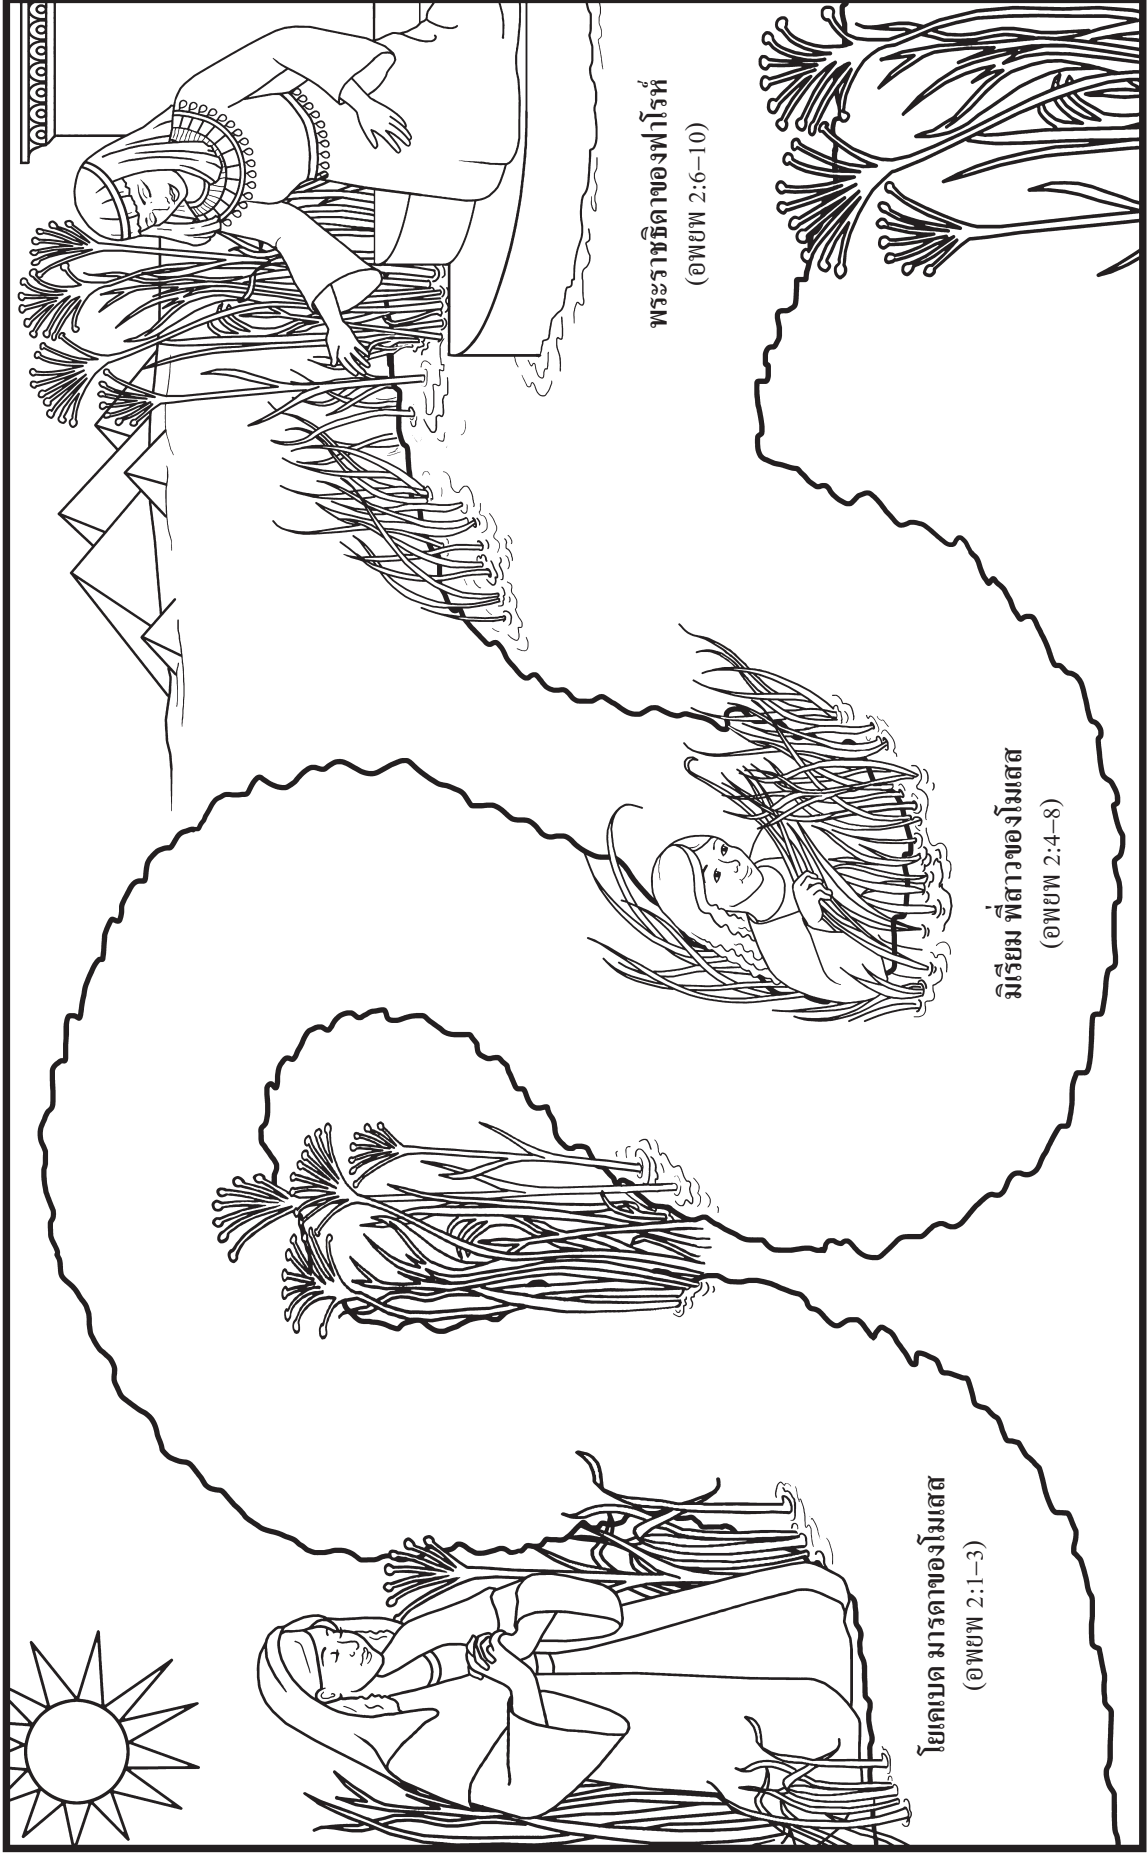 โยเคเบด มารดาของโมเสส
(อพยพ 2:1–3)
มิเรียม พี่สาวของโมเสส
(อพยพ 2:4–8)
พระราชธิดาของฟาโรห์
(อพยพ 2:6–10)